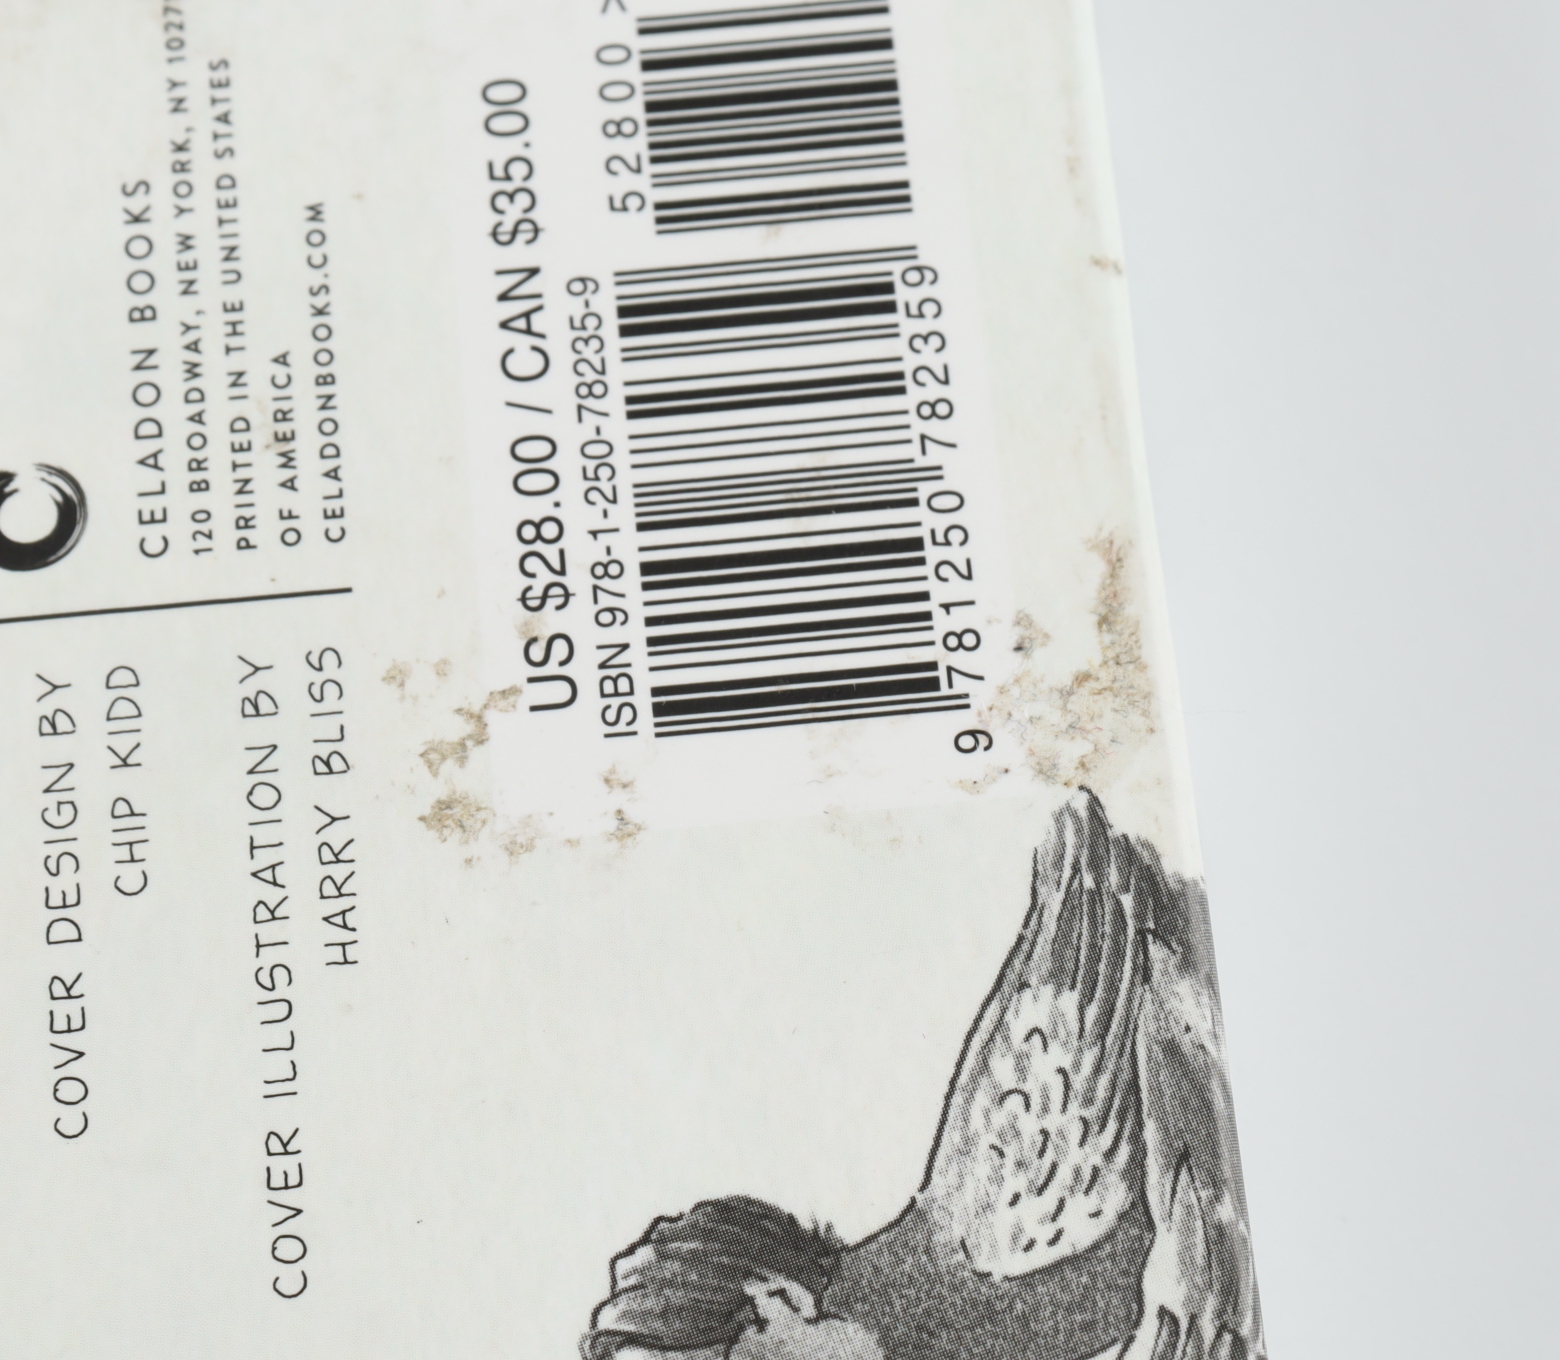 CELADON BOOKS
120 BROADWAY, NEW YORK, NY 1027
PRINTED IN THE UNITED STATES
OF AMERICA
CELADONBOOKS.COM
COVER DESIGN BY
CHIP KIDD
COVER ILLUSTRATION BY
HARRY BLISS
US $28.00 / CAN $35.00
ISBN 978-1-250-78235-9
52800 >
9 781250 782359